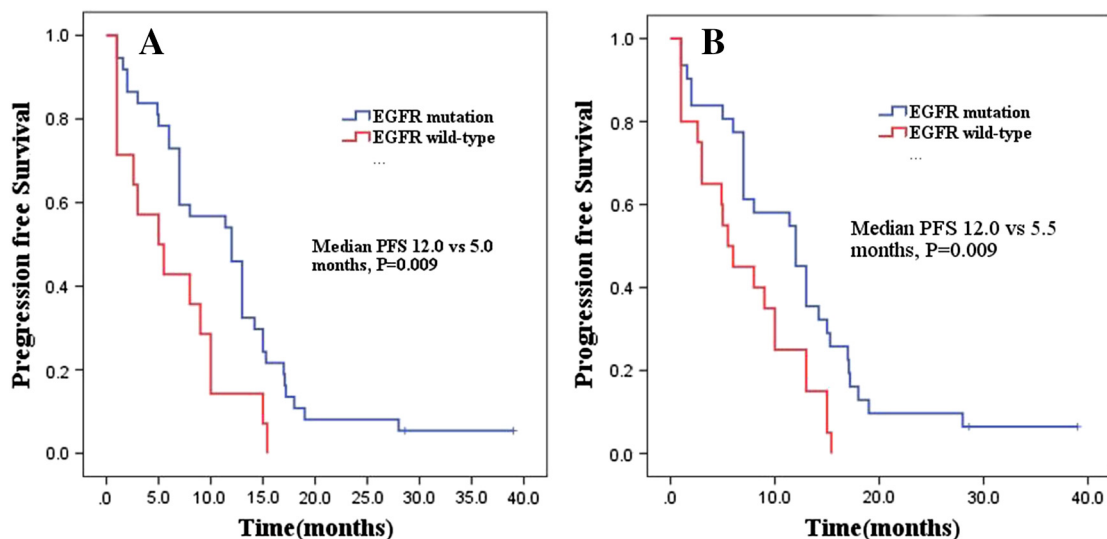 A
Pregression free Survival
1.0
0.8
0.6
0.4
0.2
0.0
EGFR mutation
EGFR wild-type
...
Median PFS 12.0 vs 5.0
months, P=0.009
.0 5.0 10.0 15.0 20.0 25.0 30.0 35.0 40.0
Time(months)
B
Progression free Survival
1.0
0.8
0.6
0.4
0.2
0.0
EGFR mutation
EGFR wild-type
...
Median PFS 12.0 vs 5.5
months, P=0.009
.0 10.0 20.0 30.0 40.0
Time(months)